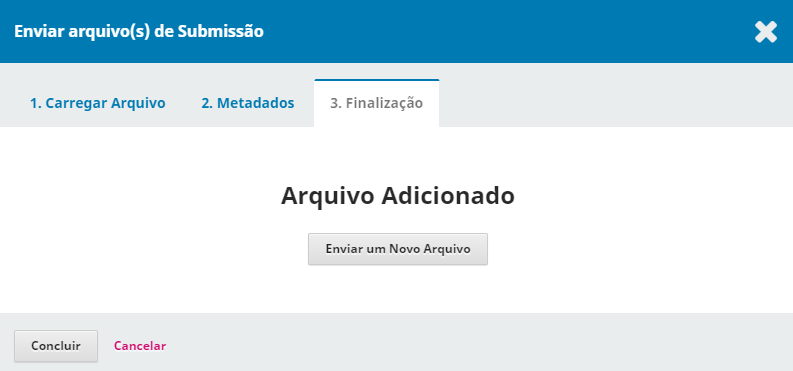 Enviar arquivo(s) de Submissão
1. Carregar Arquivo 2. Metadados 3. Finalização
Arquivo Adicionado
Enviar um Novo Arquivo
Concluir Cancelar